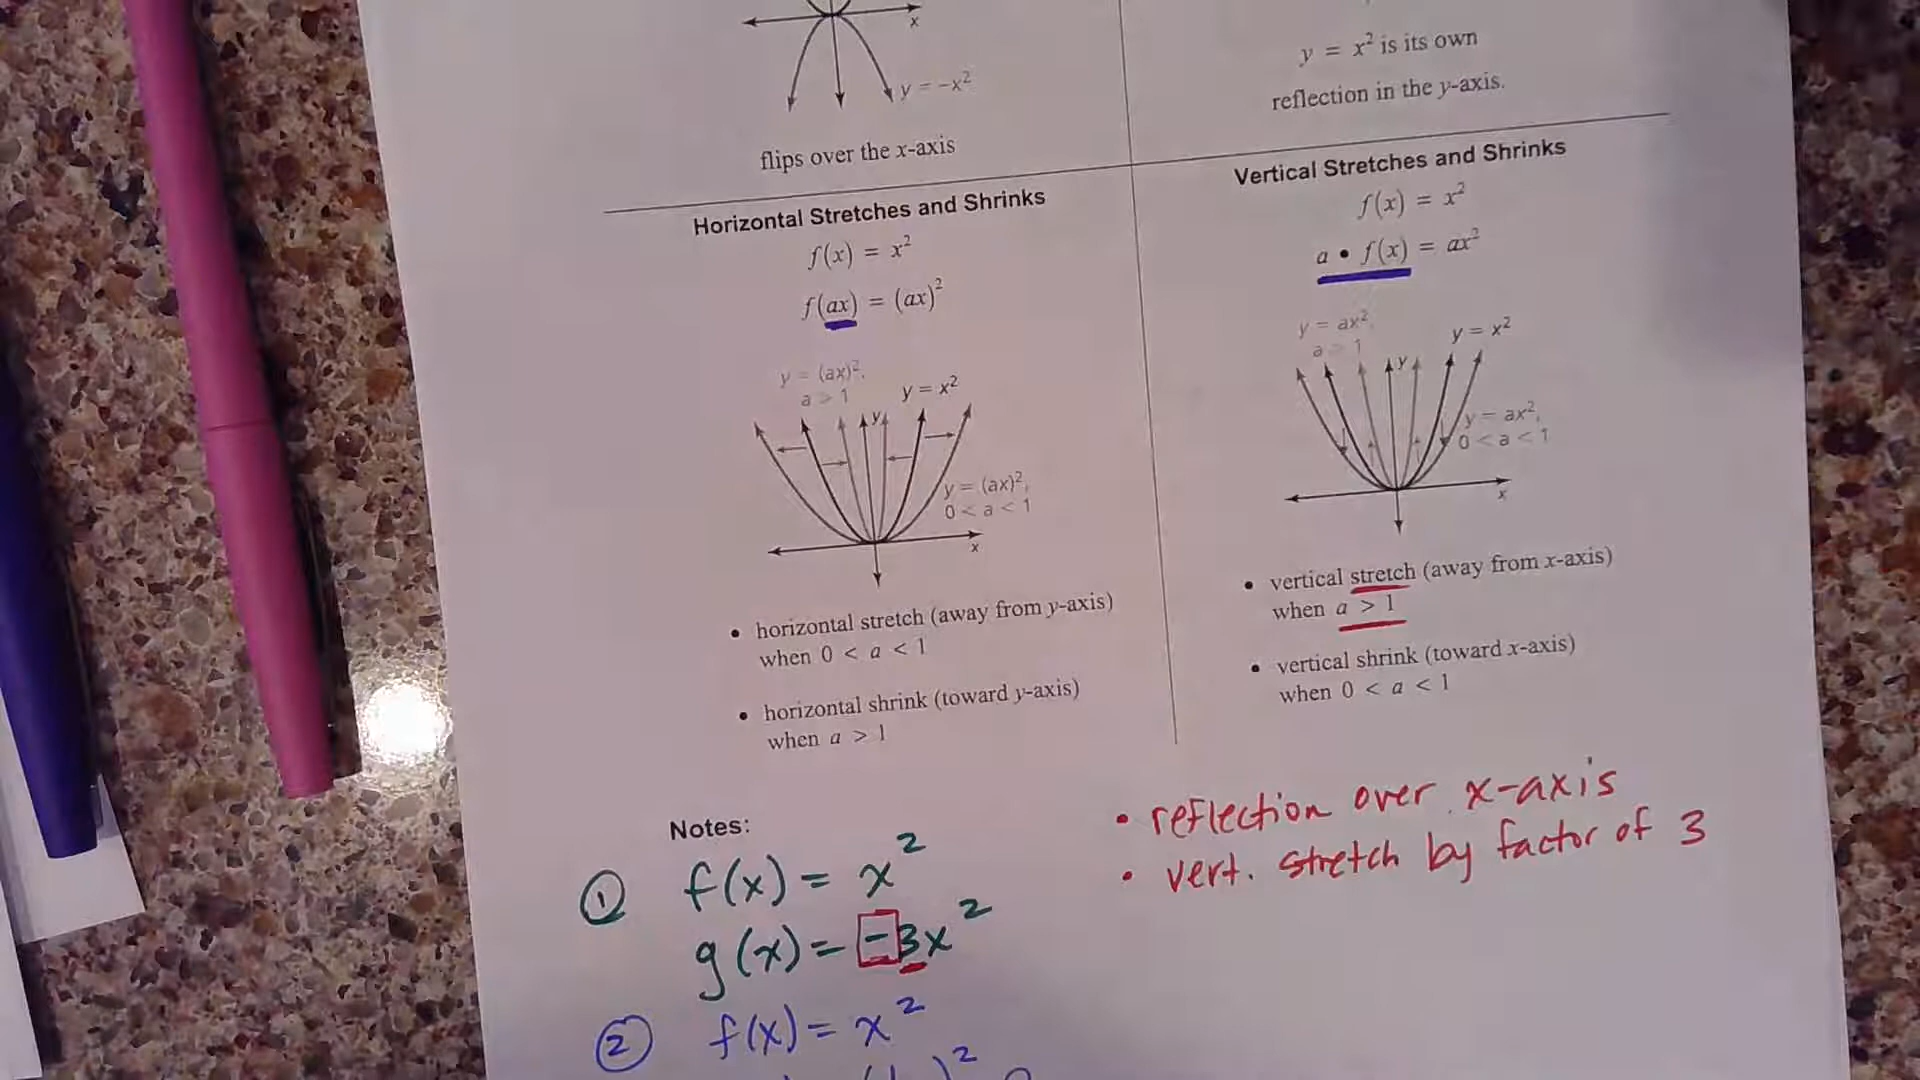 x
y = -x²
flips over the x-axis
y = x² is its own
reflection in the y-axis.
Horizontal Stretches and Shrinks
f(x) = x²
f(ax) = (ax)²
y = (ax)²,
a > 1
y = x²
y
y = (ax)²,
0 < a < 1
x
• horizontal stretch (away from y-axis)
when 0 < a < 1
• horizontal shrink (toward y-axis)
when a > 1
Vertical Stretches and Shrinks
f(x) = x²
a • f(x) = ax²
y = ax²,
a > 1
y = x²
y
y = ax²,
0 < a < 1
x
• vertical stretch (away from x-axis)
when a > 1
• vertical shrink (toward x-axis)
when 0 < a < 1
Notes:
① f(x) = x²
g(x) = -3x²
• reflection over x-axis
• vert. stretch by factor of 3
② f(x) = x²